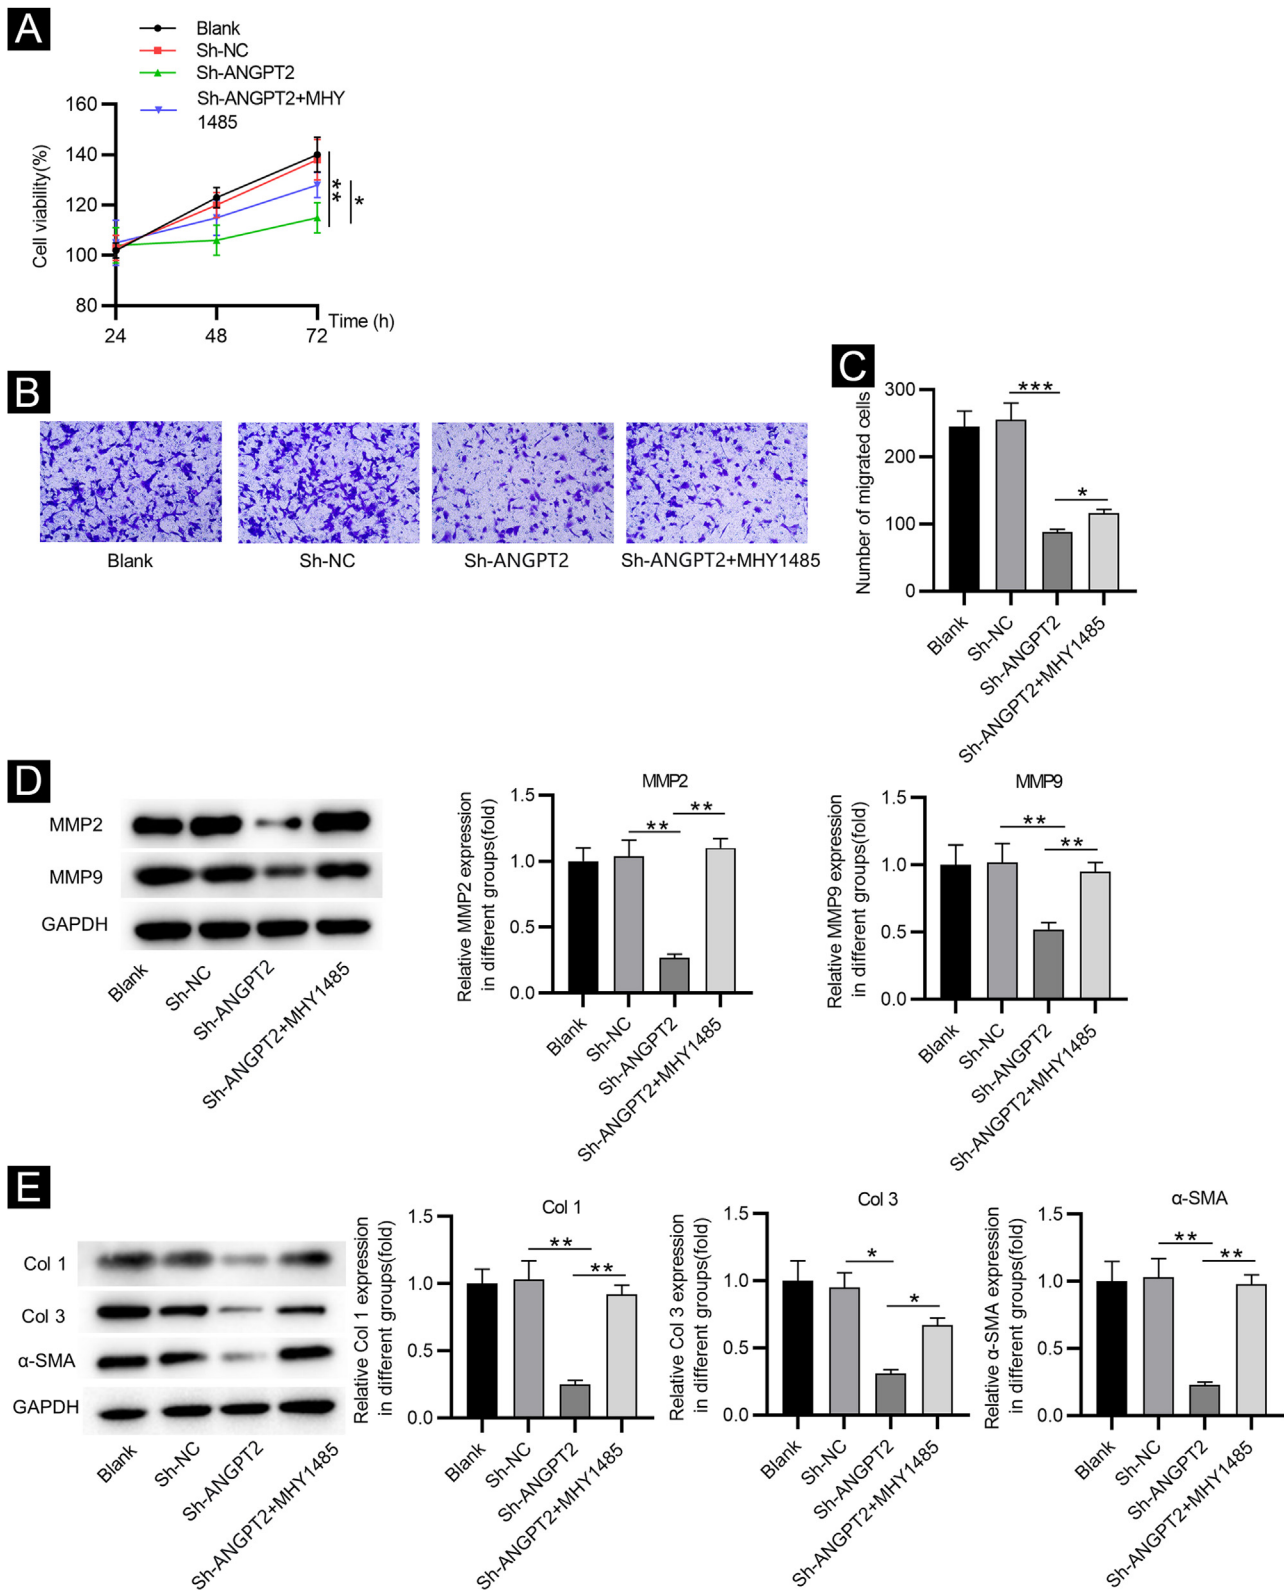 A
Blank
Sh-NC
Sh-ANGPT2
Sh-ANGPT2+MHY
1485
Cell viability(%)
160
140
120
100
80
24
48
72
Time (h)
**
*
B
Blank
Sh-NC
Sh-ANGPT2
Sh-ANGPT2+MHY1485
C
Number of migrated cells
300
200
100
0
***
*
Blank
Sh-NC
Sh-ANGPT2
Sh-ANGPT2+MHY1485
D
MMP2
MMP9
GAPDH
Blank
Sh-NC
Sh-ANGPT2
Sh-ANGPT2+MHY1485
MMP2
Relative MMP2 expression
in different groups(fold)
1.5
1.0
0.5
0.0
**
**
Blank
Sh-NC
Sh-ANGPT2
Sh-ANGPT2+MHY1485
MMP9
Relative MMP9 expression
in different groups(fold)
1.5
1.0
0.5
0.0
**
**
Blank
Sh-NC
Sh-ANGPT2
Sh-ANGPT2+MHY1485
E
Col 1
Col 3
α-SMA
GAPDH
Blank
Sh-NC
Sh-ANGPT2
Sh-ANGPT2+MHY1485
Col 1
Relative Col 1 expression
in different groups(fold)
1.5
1.0
0.5
0.0
**
**
Blank
Sh-NC
Sh-ANGPT2
Sh-ANGPT2+MHY1485
Col 3
Relative Col 3 expression
in different groups(fold)
1.5
1.0
0.5
0.0
*
*
Blank
Sh-NC
Sh-ANGPT2
Sh-ANGPT2+MHY1485
α-SMA
Relative α-SMA expression
in different groups(fold)
1.5
1.0
0.5
0.0
**
**
Blank
Sh-NC
Sh-ANGPT2
Sh-ANGPT2+MHY1485